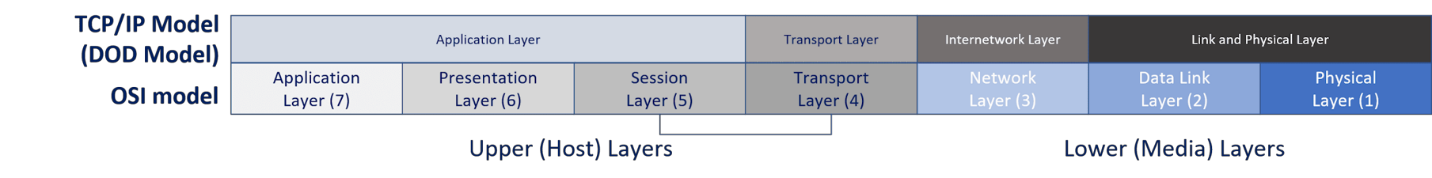 TCP/IP Model
(DOD Model)
Application Layer
Transport Layer
Internetwork Layer
Link and Physical Layer
OSI model
Application
Layer (7)
Presentation
Layer (6)
Session
Layer (5)
Transport
Layer (4)
Network
Layer (3)
Data Link
Layer (2)
Physical
Layer (1)
Upper (Host) Layers
Lower (Media) Layers